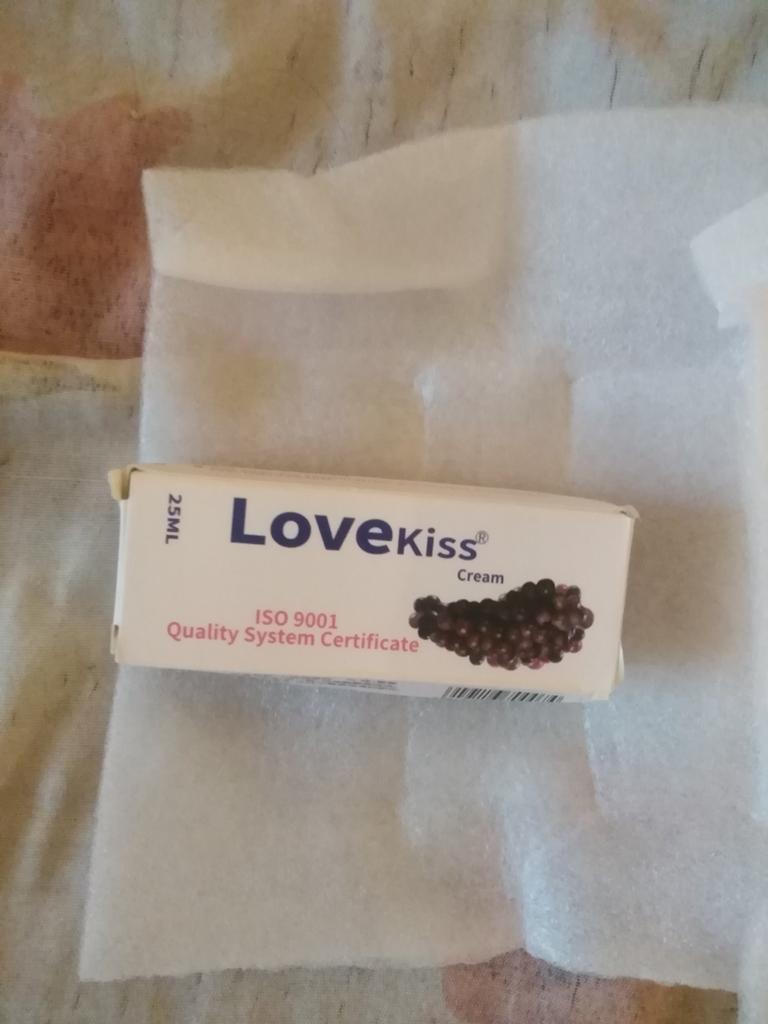 25ML
LoveKiss®
Cream
ISO 9001
Quality System Certificate